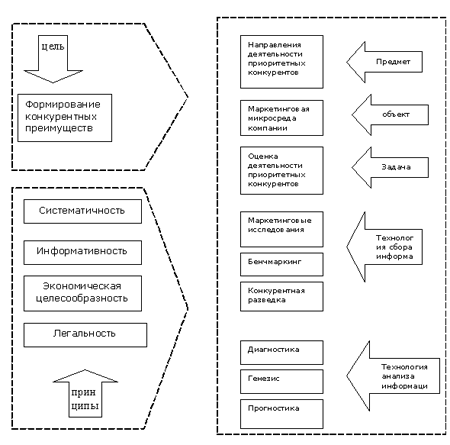 цель
Формирование
конкурентных
преимуществ
Систематичность
Информативность
Экономическая
целесообразность
Легальность
прин
ципы
Направления
деятельности
приоритетных
конкурентов
Предмет
Маркетинговая
микросреда
компании
объект
Оценка
деятельности
приоритетных
конкурентов
Задача
Маркетинговые
исследования
Бенчмаркинг
Конкурентная
разведка
Технолог
ия сбора
информа
Диагностика
Генезис
Прогностика
Технология
анализа
информаци